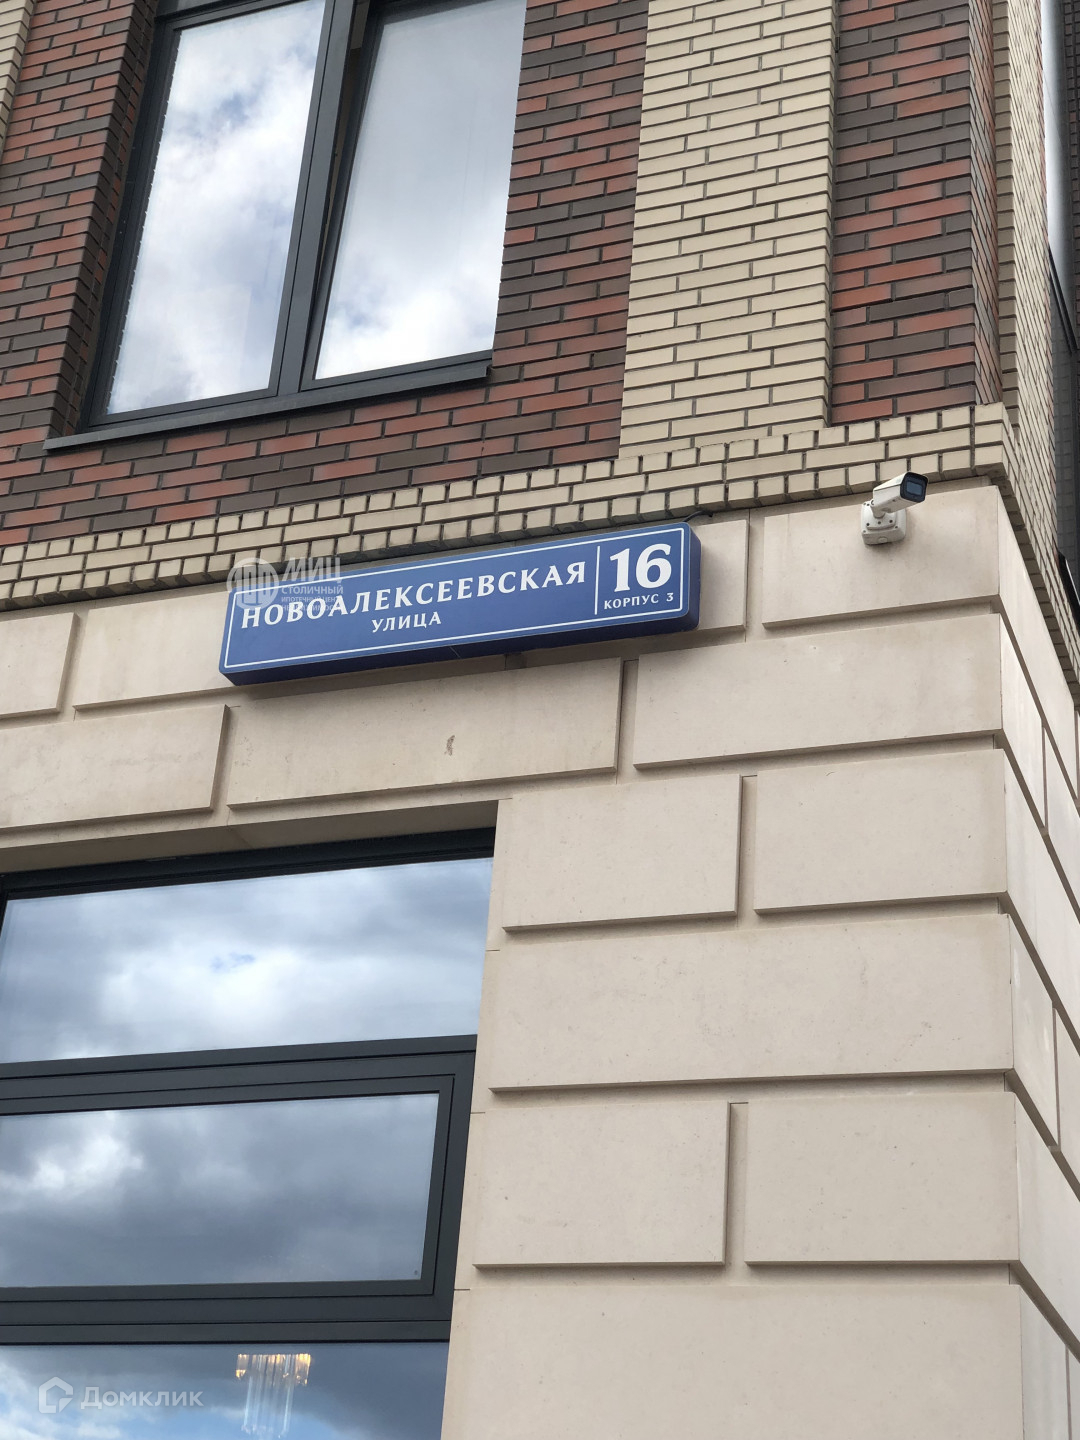 МИЦ
СТОЛИЧНЫЙ
НОВОАЛЕКСЕЕВСКАЯ
УЛИЦА
16
КОРПУС 3
Домклик